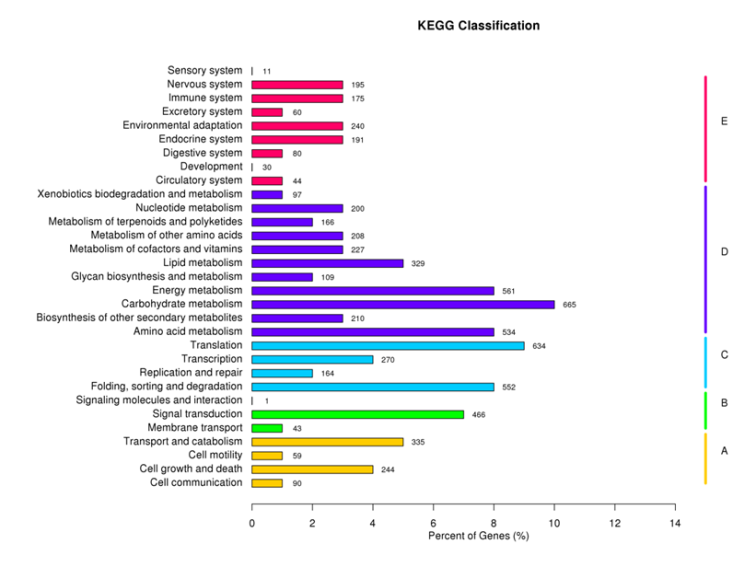 KEGG Classification
Sensory system 11
Nervous system 195
Immune system 175
Excretory system 60
Environmental adaptation 240
E
Endocrine system 191
Digestive system 80
Development 30
Circulatory system 44
Xenobiotics biodegradation and metabolism 97
Nucleotide metabolism 200
Metabolism of terpenoids and polyketides 166
Metabolism of other amino acids 208
Metabolism of cofactors and vitamins 227
D
Lipid metabolism 329
Glycan biosynthesis and metabolism 109
Energy metabolism 561
Carbohydrate metabolism 665
Biosynthesis of other secondary metabolites 210
Amino acid metabolism 534
Translation 634
Transcription 270
C
Replication and repair 164
Folding, sorting and degradation 552
Signaling molecules and interaction 1
B
Signal transduction 466
Membrane transport 43
Transport and catabolism 335
A
Cell motility 59
Cell growth and death 244
Cell communication 90
0 2 4 6 8 10 12 14
Percent of Genes (%)